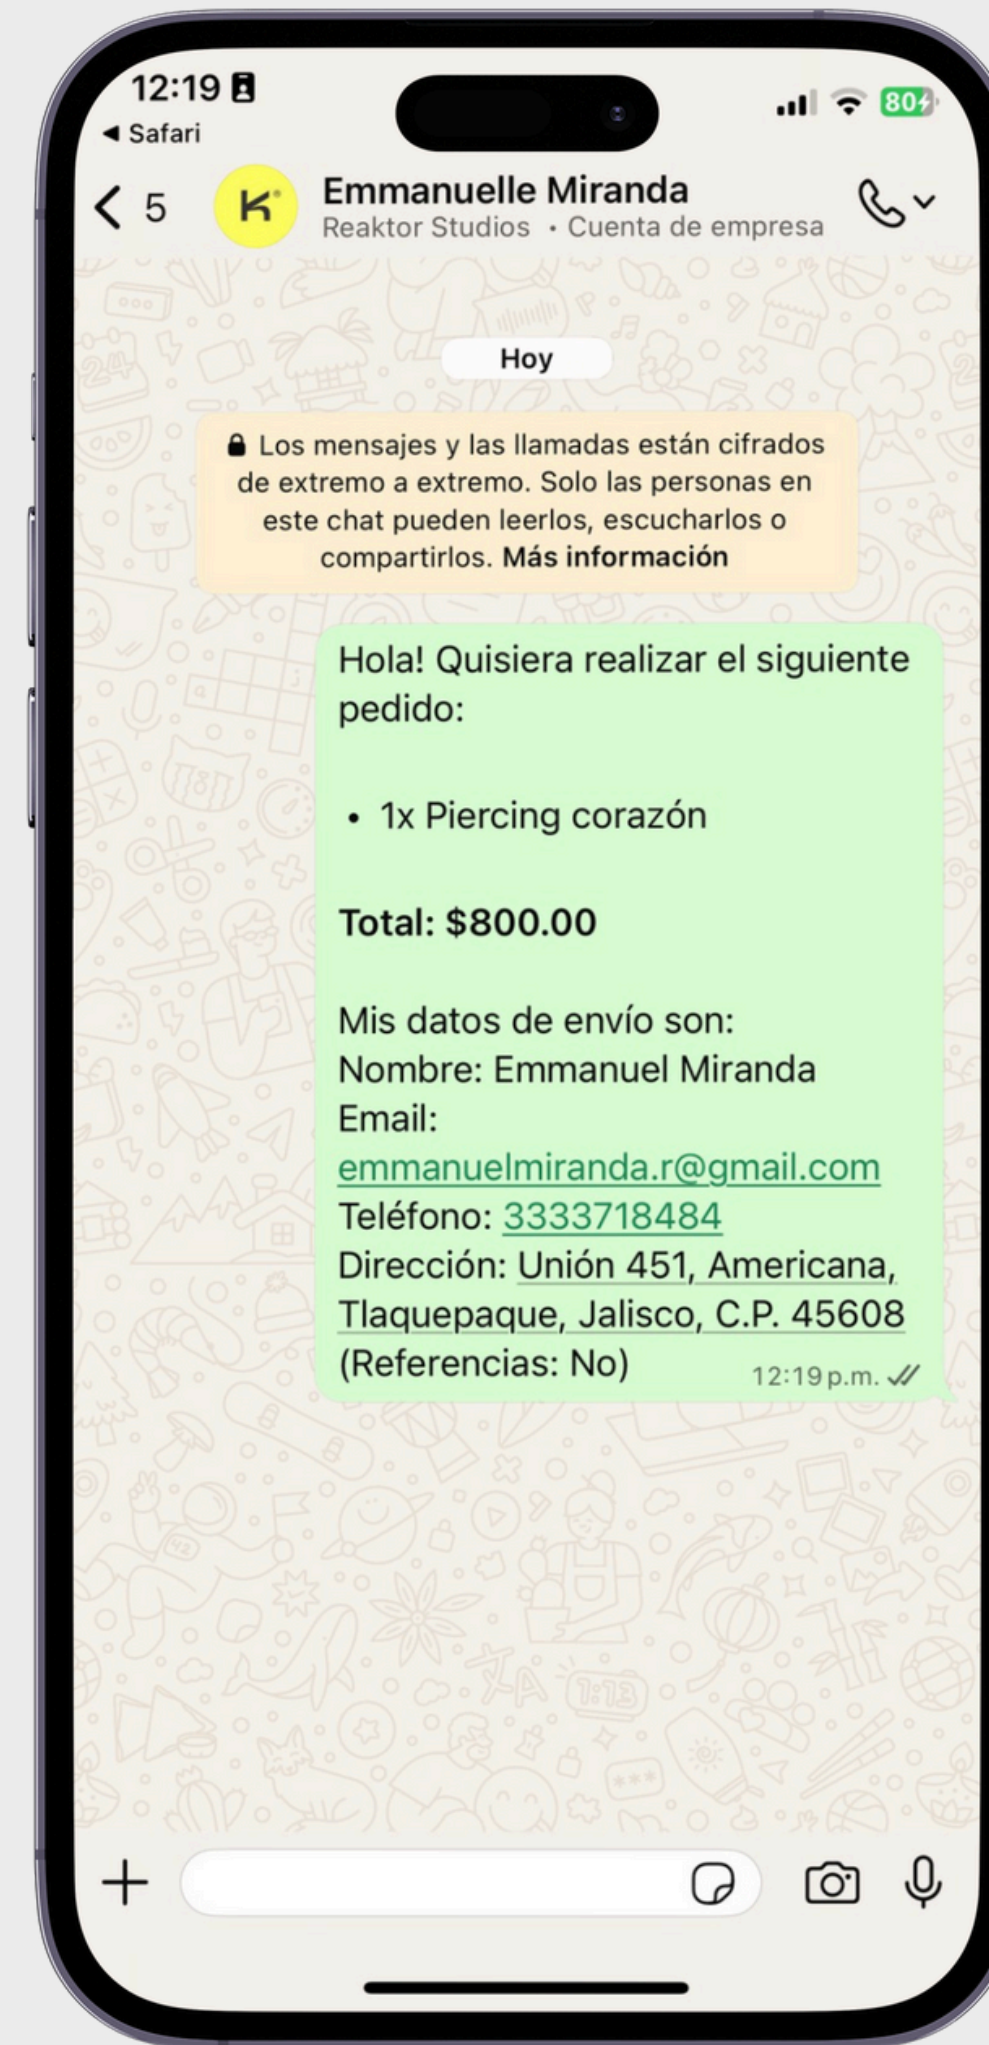 12:19
Safari
80
5
K
Emmanuelle Miranda
Reaktor Studios • Cuenta de empresa
Hoy
Los mensajes y las llamadas están cifrados
de extremo a extremo. Solo las personas en
este chat pueden leerlos, escucharlos o
compartirlos. Más información
Hola! Quisiera realizar el siguiente
pedido:
• 1x Piercing corazón
Total: $800.00
Mis datos de envío son:
Nombre: Emmanuel Miranda
Email:
emmanuelmiranda.r@gmail.com
Teléfono: 3333718484
Dirección: Unión 451, Americana,
Tlaquepaque, Jalisco, C.P. 45608
(Referencias: No)
12:19 p.m.